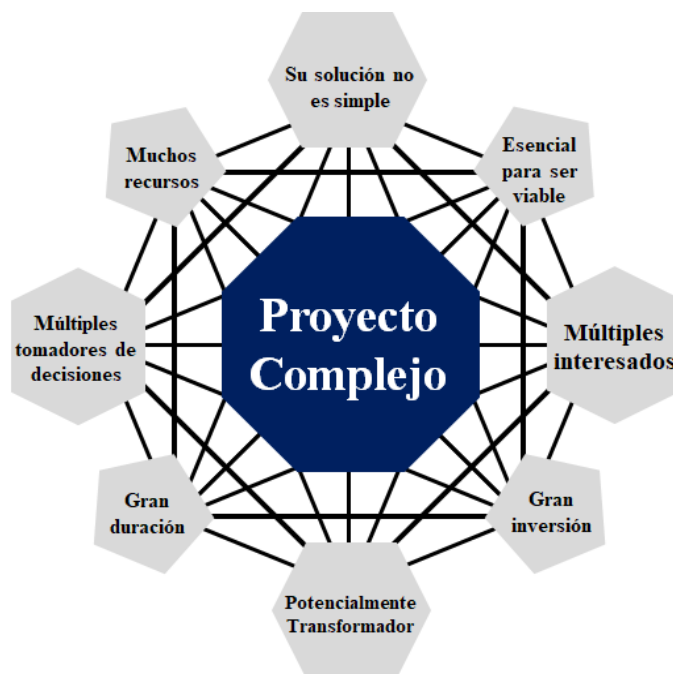 Su solución no
es simple
Muchos
recursos
Esencial
para ser
viable
Proyecto
Complejo
Múltiples
tomadores de
decisiones
Múltiples
interesados
Gran
duración
Gran
inversión
Potencialmente
Transformador